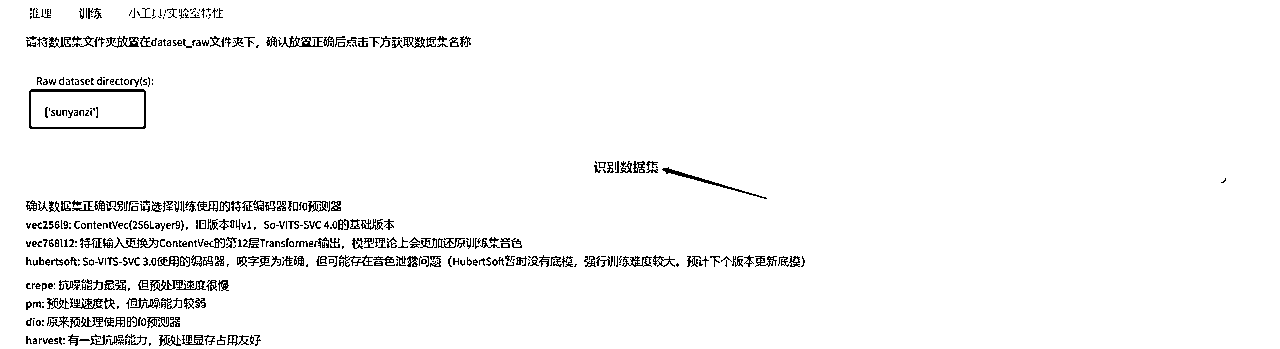 推理 训练 小工具/实验室特性
请将数据集文件夹放置在dataset_raw文件夹下，确认放置正确后点击下方获取数据集名称
Raw dataset directory(s):
['sunyanzi']
识别数据集
确认数据集正确识别后请选择训练使用的特征编码器和f0预测器
vec256l9: ContentVec(256Layer9)，旧版本叫v1，So-VITS-SVC 4.0的基础版本
vec768l12: 特征输入更换为ContentVec的第12层Transformer输出，模型理论上会更加还原训练集音色
hubertsoft: So-VITS-SVC 3.0使用的编码器，咬字更为准确，但可能存在音色泄露问题（HubertSoft暂时没有底模，强行训练难度较大。预计下个版本更新底模）
crepe: 抗噪能力最强，但预处理速度很慢
pm: 预处理速度快，但抗噪能力较弱
dio: 原来预处理使用的f0预测器
harvest: 有一定抗噪能力，预处理显存占用友好